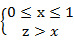 {0 ≤ x ≤ 1
z > x